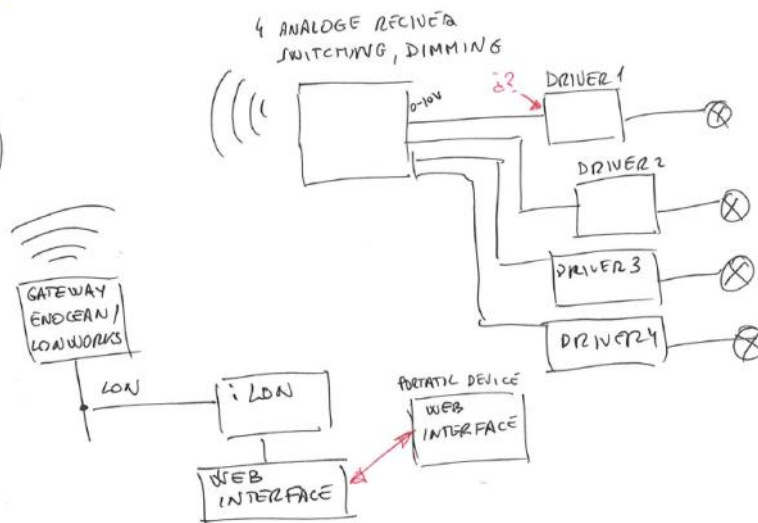 4 ANALOGE RECIVER
SWITCHING, DIMMING
0-10V
¿?
DRIVER 1
DRIVER 2
DRIVER 3
DRIVER 4
GATEWAY
ENOCEAN/
LONWORKS
LON
iLON
WEB
INTERFACE
PORTATIL DEVICE
WEB
INTERFACE